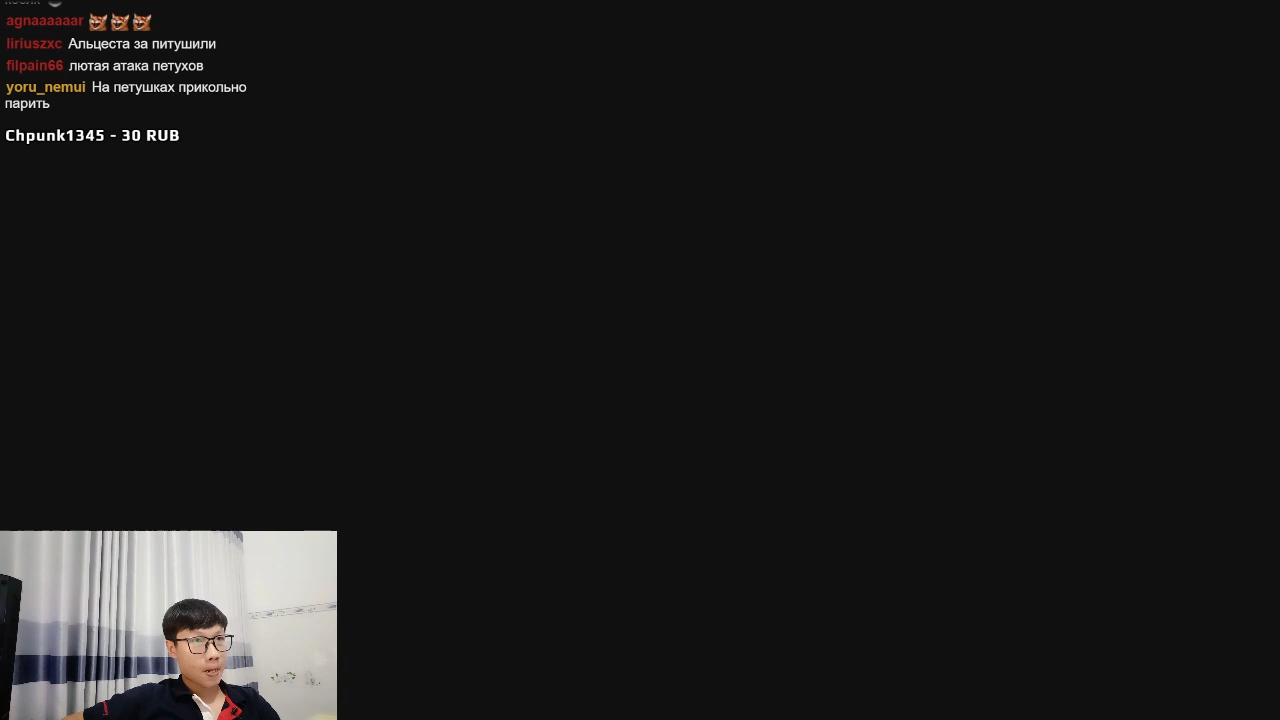 agnaaaaaar
liriuszxc Альцеста за питушили
filpain66 лютая атака петухов
yoru_nemui На петушках прикольно
парить
Chpunk1345 - 30 RUB